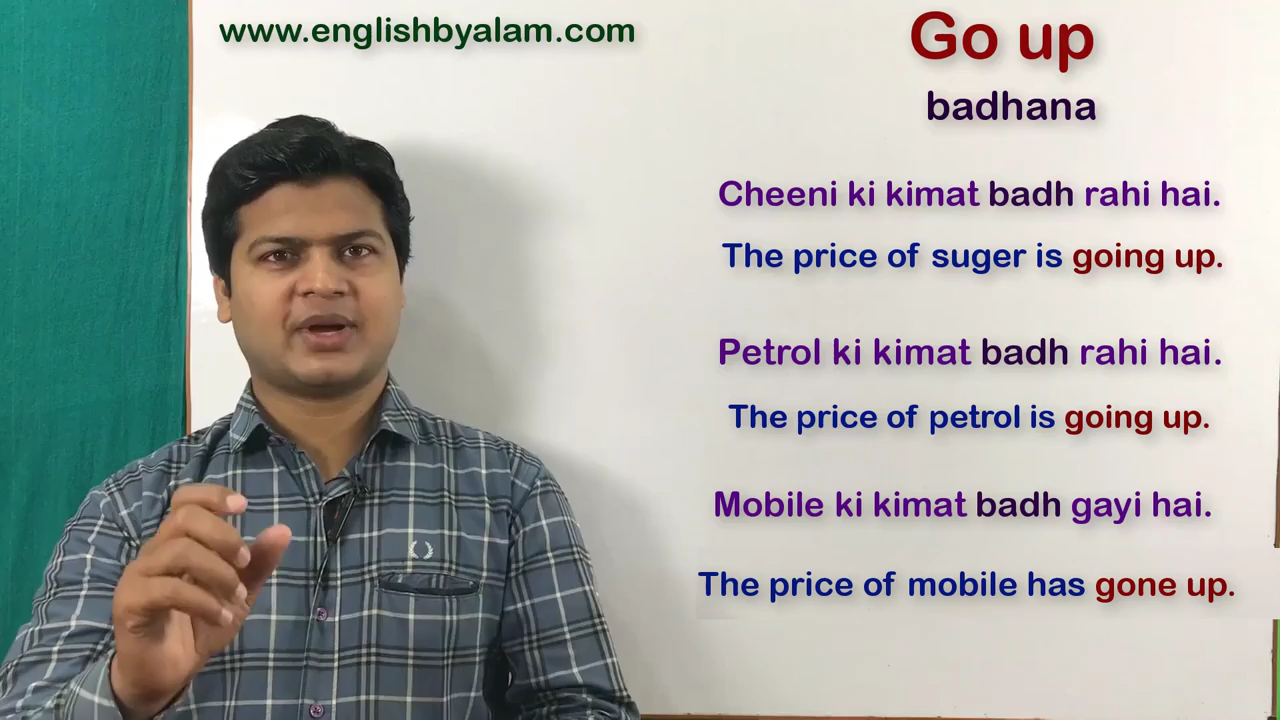 www.englishbyalam.com
Go up
badhana
Cheeni ki kimat badh rahi hai.
The price of suger is going up.
Petrol ki kimat badh rahi hai.
The price of petrol is going up.
Mobile ki kimat badh gayi hai.
The price of mobile has gone up.